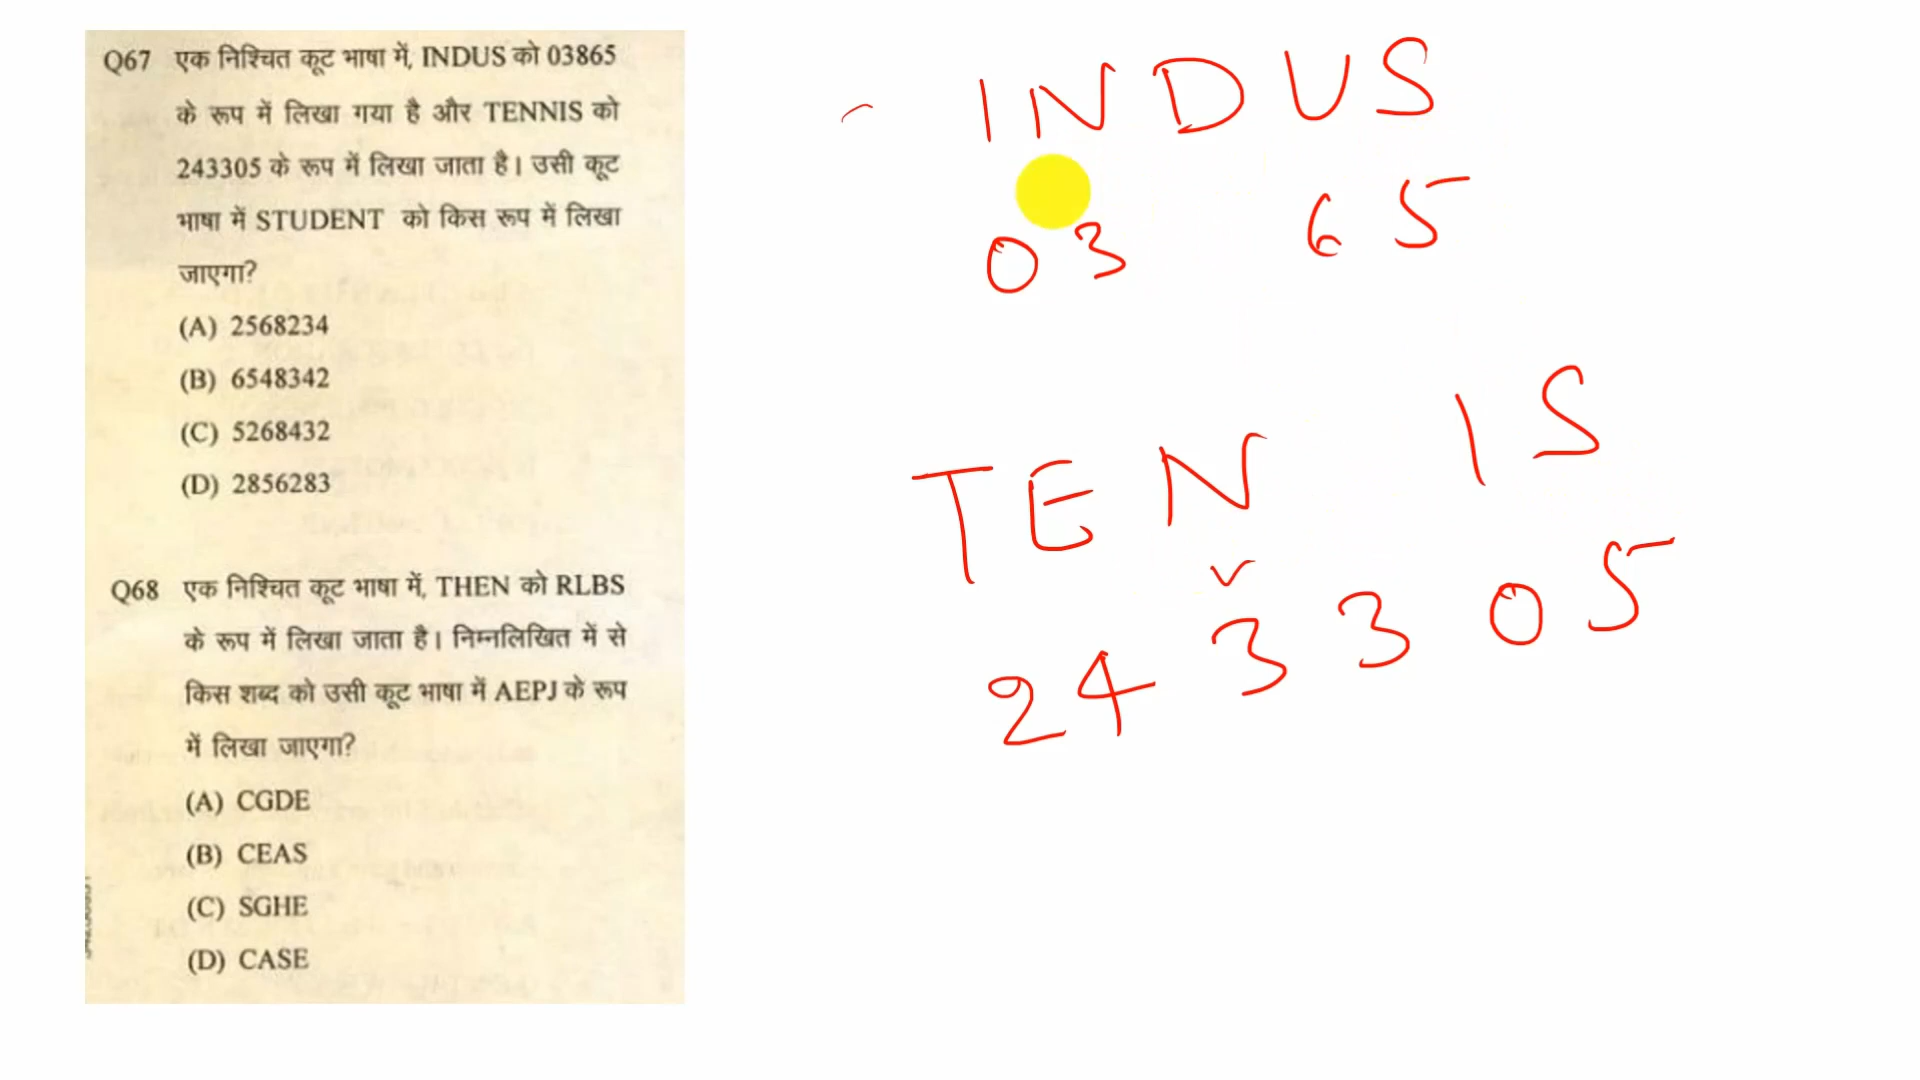 Q67 एक निश्चित कूट भाषा में, INDUS को 03865
के रूप में लिखा गया है और TENNIS को
243305 के रूप में लिखा जाता है। उसी कूट
भाषा में STUDENT को किस रूप में लिखा
जाएगा?
(A) 2568234
(B) 6548342
(C) 5268432
(D) 2856283
Q68 एक निश्चित कूट भाषा में, THEN को RLBS
के रूप में लिखा जाता है। निम्नलिखित में से
किस शब्द को उसी कूट भाषा में AEPJ के रूप
में लिखा जाएगा?
(A) CGDE
(B) CEAS
(C) SGHE
(D) CASE
INDUS
03 65
TEN IS
243305